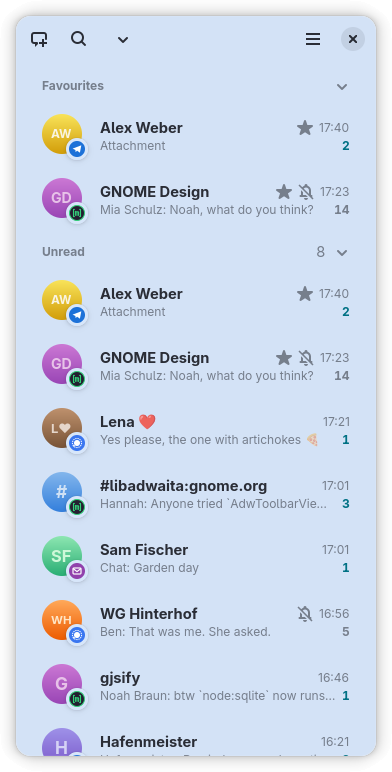 Favourites
AW
Alex Weber 17:40
Attachment 2
GD
GNOME Design 17:23
Mia Schulz: Noah, what do you think? 14
Unread 8
AW
Alex Weber 17:40
Attachment 2
GD
GNOME Design 17:23
Mia Schulz: Noah, what do you think? 14
L❤
Lena ❤️ 17:21
Yes please, the one with artichokes 🍕 1
#
#libadwaita:gnome.org 17:01
Hannah: Anyone tried `AdwToolbarVie... 3
SF
Sam Fischer 17:01
Chat: Garden day 1
WH
WG Hinterhof 16:56
Ben: That was me. She asked. 5
G
gjsify 16:46
Noah Braun: btw `node:sqlite` now runs... 1
H
Hafenmeister 16:21